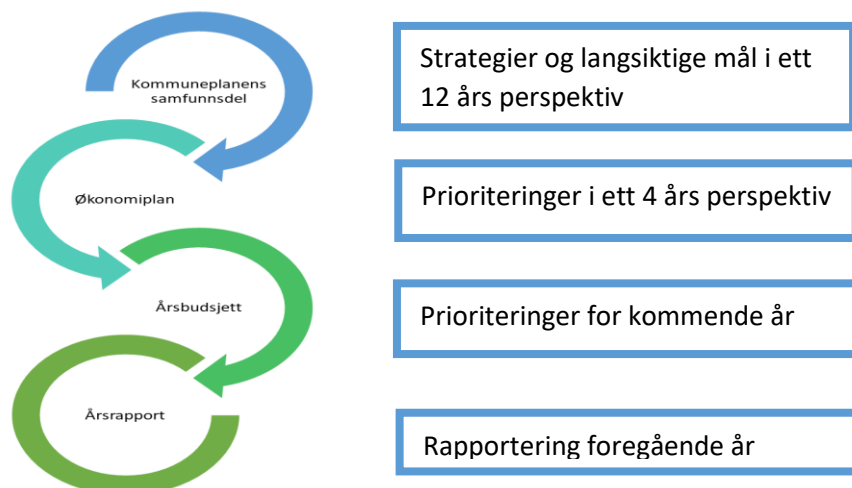 Kommuneplanens
samfunnsdel
Strategier og langsiktige mål i ett
12 års perspektiv
Økonomiplan
Prioriteringer i ett 4 års perspektiv
Årsbudsjett
Prioriteringer for kommende år
Årsrapport
Rapportering foregående år